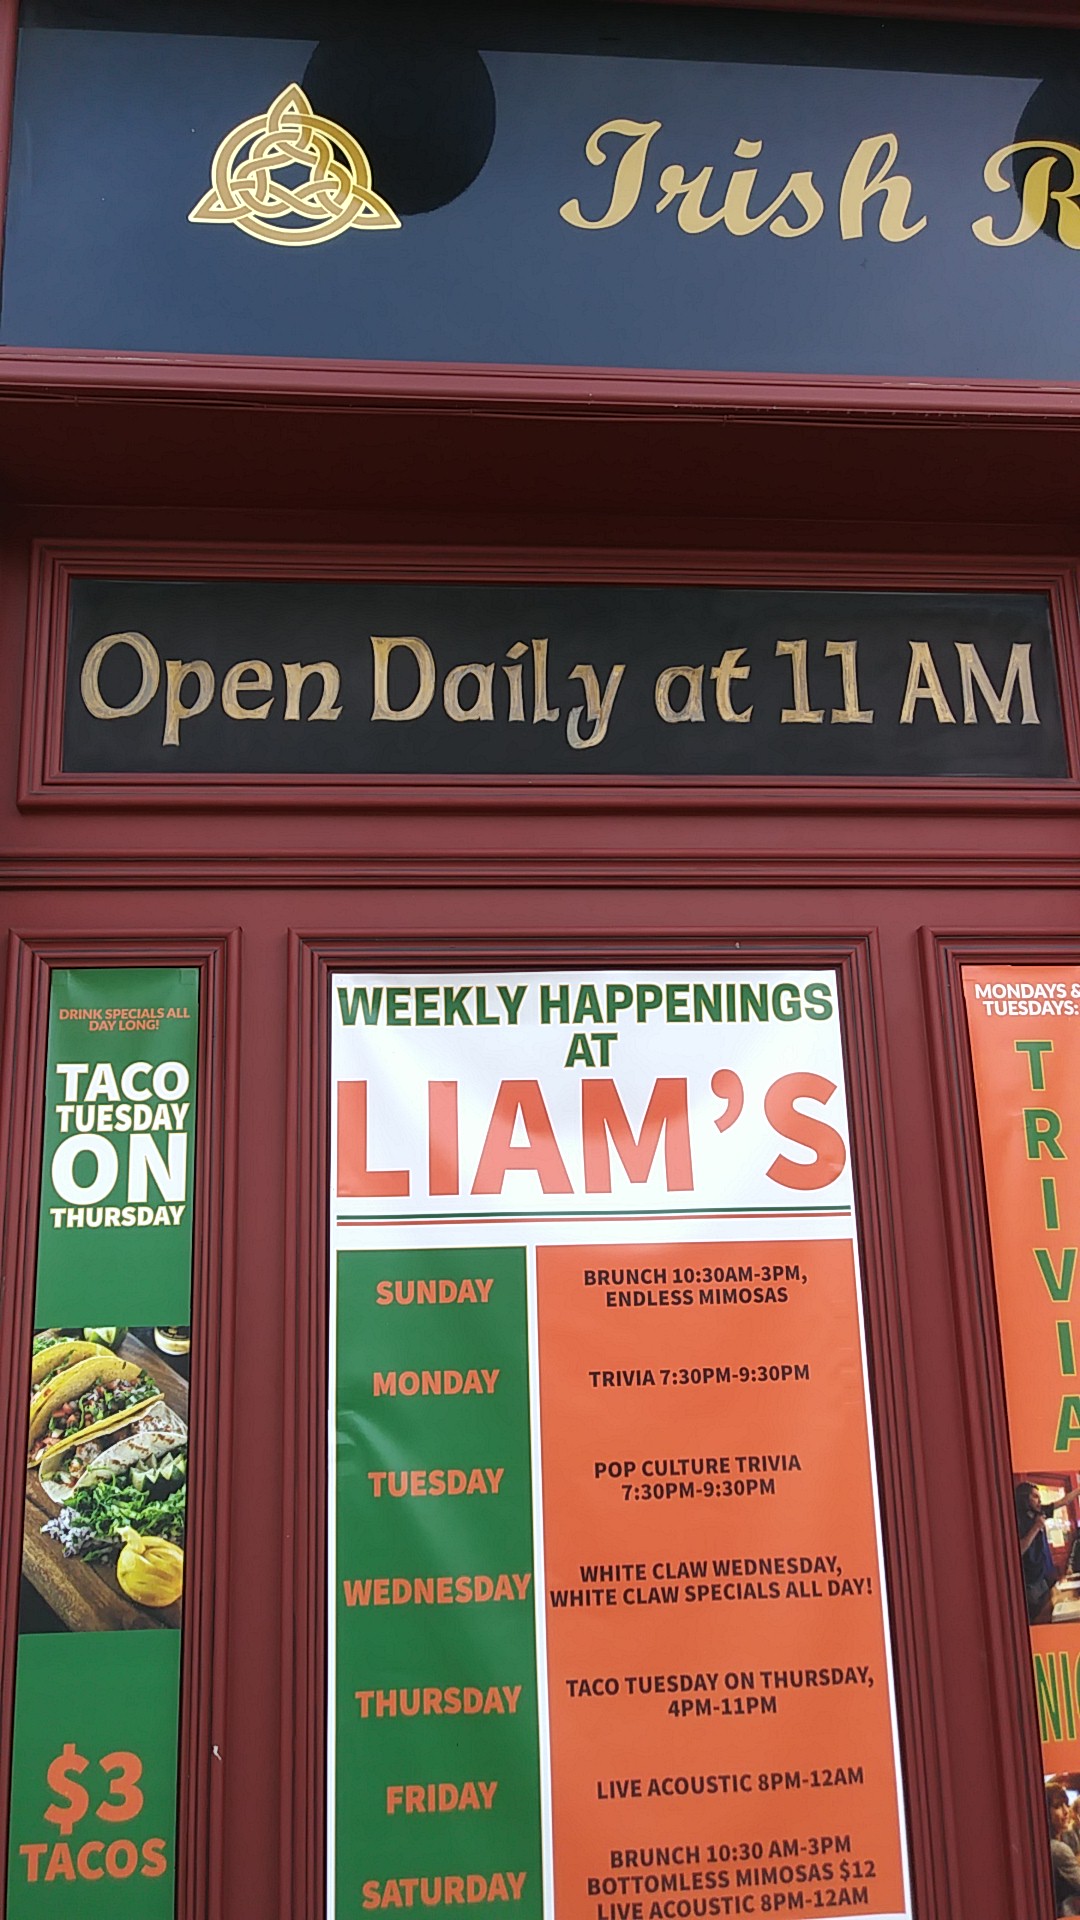 Irish
Open Daily at 11 AM
DRINK SPECIALS ALL
DAY LONG!
TACO
TUESDAY
ON
THURSDAY
$3
TACOS
WEEKLY HAPPENINGS
AT
LIAM'S
SUNDAY
BRUNCH 10:30AM-3PM,
ENDLESS MIMOSAS
MONDAY
TRIVIA 7:30PM-9:30PM
TUESDAY
POP CULTURE TRIVIA
7:30PM-9:30PM
WEDNESDAY
WHITE CLAW WEDNESDAY,
WHITE CLAW SPECIALS ALL DAY!
THURSDAY
TACO TUESDAY ON THURSDAY,
4PM-11PM
FRIDAY
LIVE ACOUSTIC 8PM-12AM
SATURDAY
BRUNCH 10:30 AM-3PM
BOTTOMLESS MIMOSAS $12
LIVE ACOUSTIC 8PM-12AM
MONDAYS &
TUESDAYS:
TRIVIA